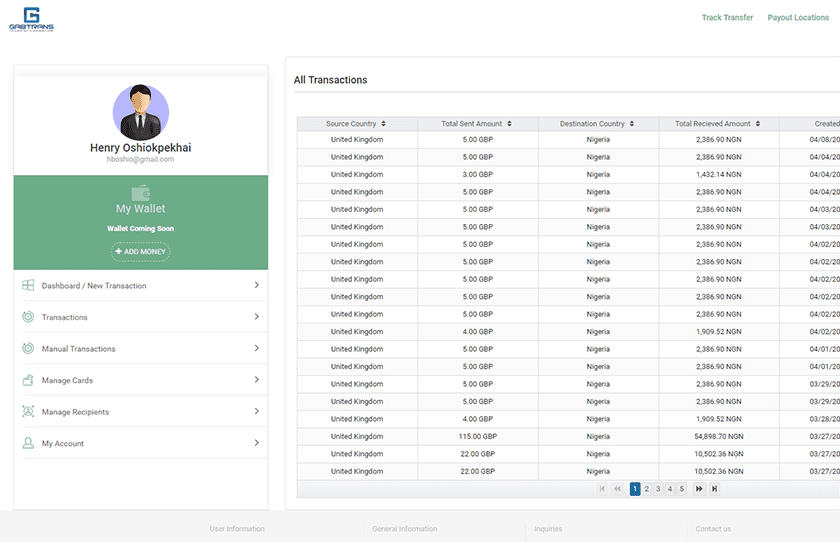 GABTRANS
Track Transfer Payout Locations
Henry Oshiokpekhai
hboshio@gmail.com
My Wallet
Wallet Coming Soon
+ ADD MONEY
Dashboard / New Transaction
Transactions
Manual Transactions
Manage Cards
Manage Recipients
My Account
All Transactions
Source Country Total Sent Amount Destination Country Total Recieved Amount Created
United Kingdom 5.00 GBP Nigeria 2,386.90 NGN 04/08/20
United Kingdom 5.00 GBP Nigeria 2,386.90 NGN 04/04/20
United Kingdom 3.00 GBP Nigeria 1,432.14 NGN 04/04/20
United Kingdom 5.00 GBP Nigeria 2,386.90 NGN 04/04/20
United Kingdom 5.00 GBP Nigeria 2,386.90 NGN 04/03/20
United Kingdom 5.00 GBP Nigeria 2,386.90 NGN 04/03/20
United Kingdom 5.00 GBP Nigeria 2,386.90 NGN 04/02/20
United Kingdom 5.00 GBP Nigeria 2,386.90 NGN 04/02/20
United Kingdom 5.00 GBP Nigeria 2,386.90 NGN 04/02/20
United Kingdom 5.00 GBP Nigeria 2,386.90 NGN 04/02/20
United Kingdom 5.00 GBP Nigeria 2,386.90 NGN 04/02/20
United Kingdom 4.00 GBP Nigeria 1,909.52 NGN 04/02/20
United Kingdom 5.00 GBP Nigeria 2,386.90 NGN 04/01/20
United Kingdom 5.00 GBP Nigeria 2,386.90 NGN 04/01/20
United Kingdom 5.00 GBP Nigeria 2,386.90 NGN 03/29/20
United Kingdom 5.00 GBP Nigeria 2,386.90 NGN 03/29/20
United Kingdom 4.00 GBP Nigeria 1,909.52 NGN 03/28/20
United Kingdom 115.00 GBP Nigeria 54,898.70 NGN 03/27/20
United Kingdom 22.00 GBP Nigeria 10,502.36 NGN 03/27/20
United Kingdom 22.00 GBP Nigeria 10,502.36 NGN 03/27/20
1 2 3 4 5
User Information General Information Inquiries Contact us